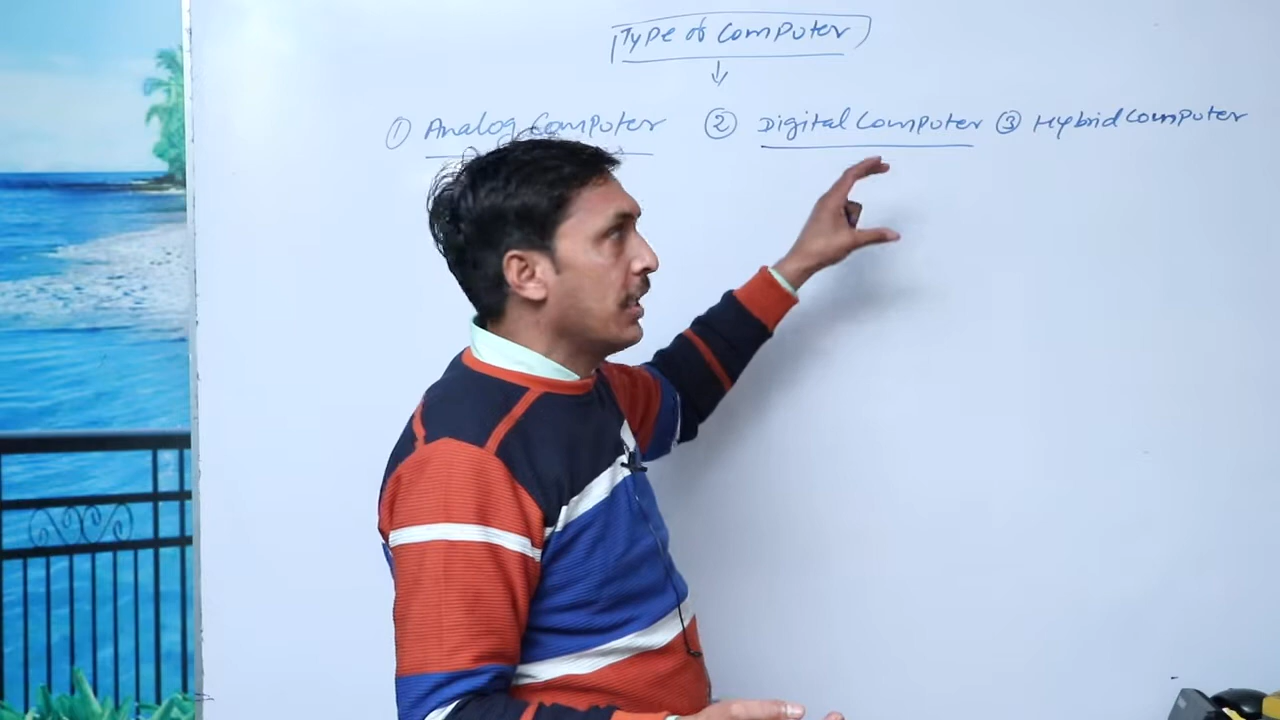 Type of Computer
① Analog Computer ② Digital Computer ③ Hybrid Computer